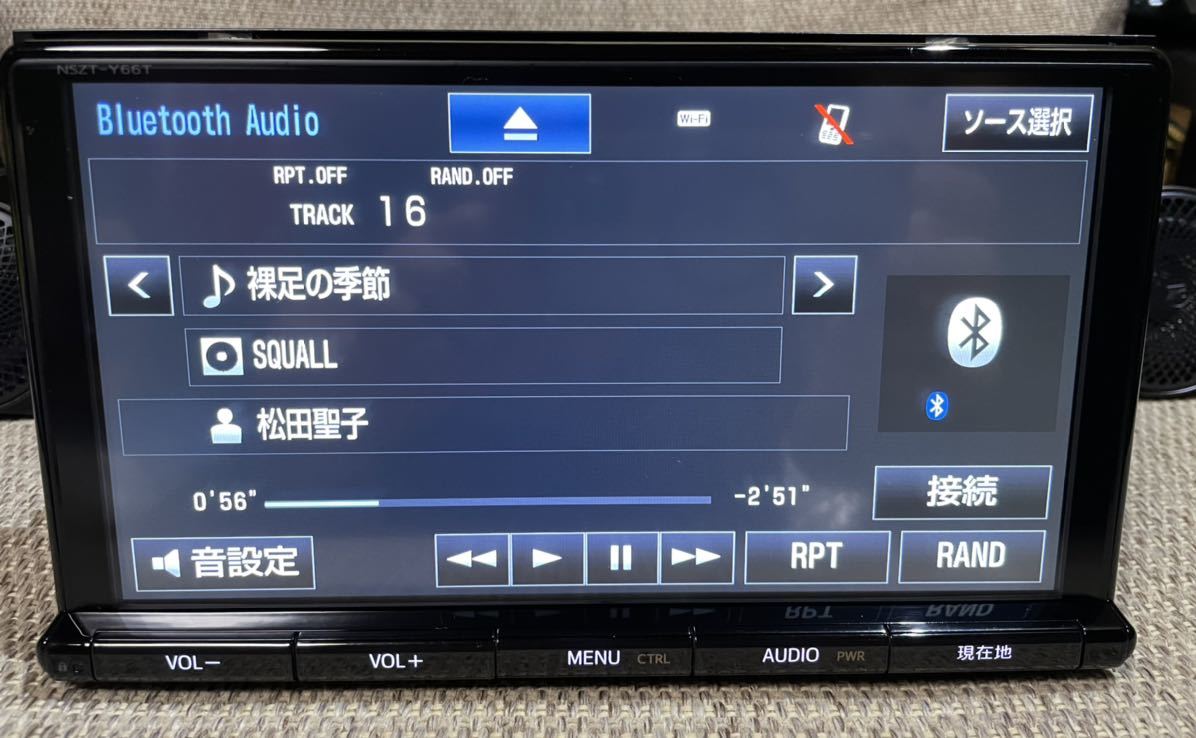 NSZT-Y66T
Bluetooth Audio
Wi-Fi
ソース選択
RPT.OFF RAND.OFF
TRACK 16
裸足の季節
SQUALL
松田聖子
0'56" -2'51"
接続
音設定
RPT
RAND
VOL−
VOL+
MENU CTRL
AUDIO PWR
現在地